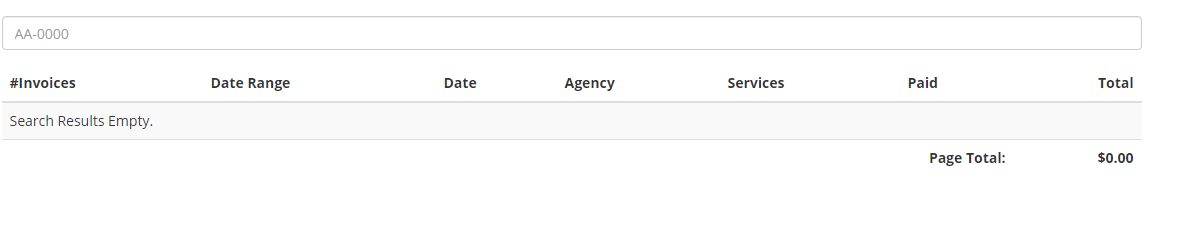 AA-0000
#Invoices Date Range Date Agency Services Paid Total
Search Results Empty.
Page Total: $0.00